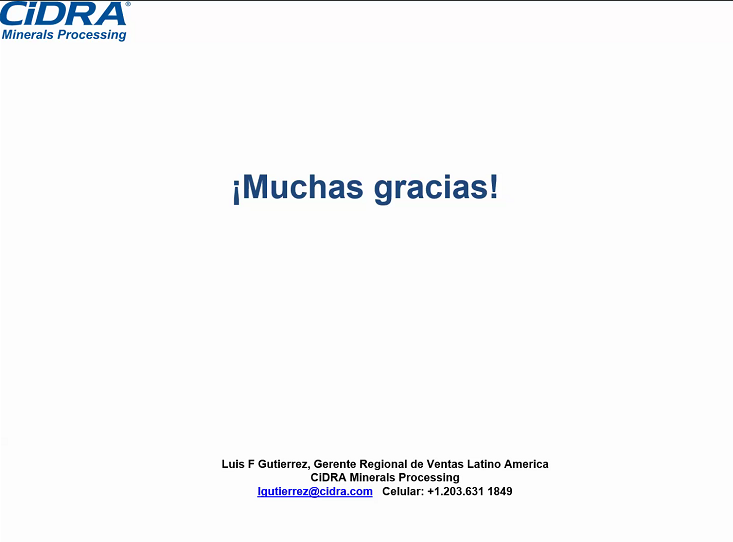 CiDRA®
Minerals Processing
¡Muchas gracias!
Luis F Gutierrez, Gerente Regional de Ventas Latino America
CiDRA Minerals Processing
lgutierrez@cidra.com Celular: +1.203.631 1849